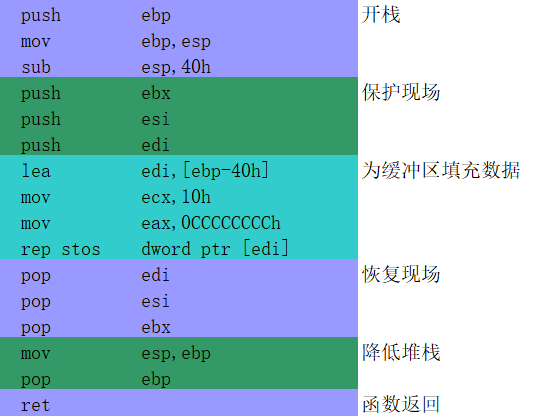 push ebp 开栓
mov ebp,esp
sub esp,40h
push ebx 保护现场
push esi
push edi
lea edi,[ebp-40h] 为缓冲区填充数据
mov ecx,10h
mov eax,0CCCCCCCCh
rep stos dword ptr [edi]
pop edi 恢复现场
pop esi
pop ebx
mov esp,ebp 降低堆栈
pop ebp
ret 函数返回